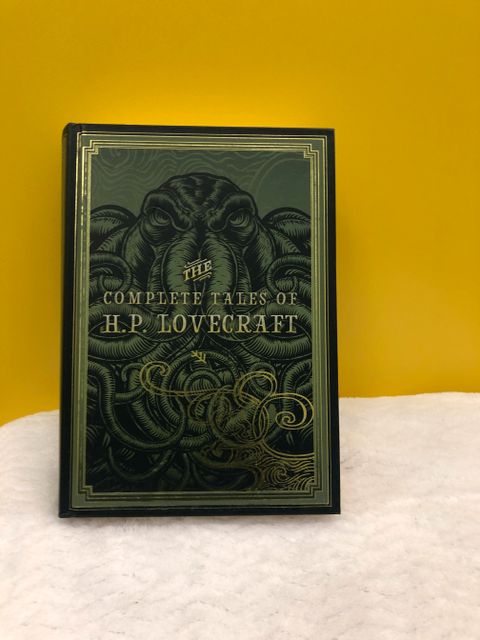 THE
COMPLETE TALES OF
H.P. LOVECRAFT